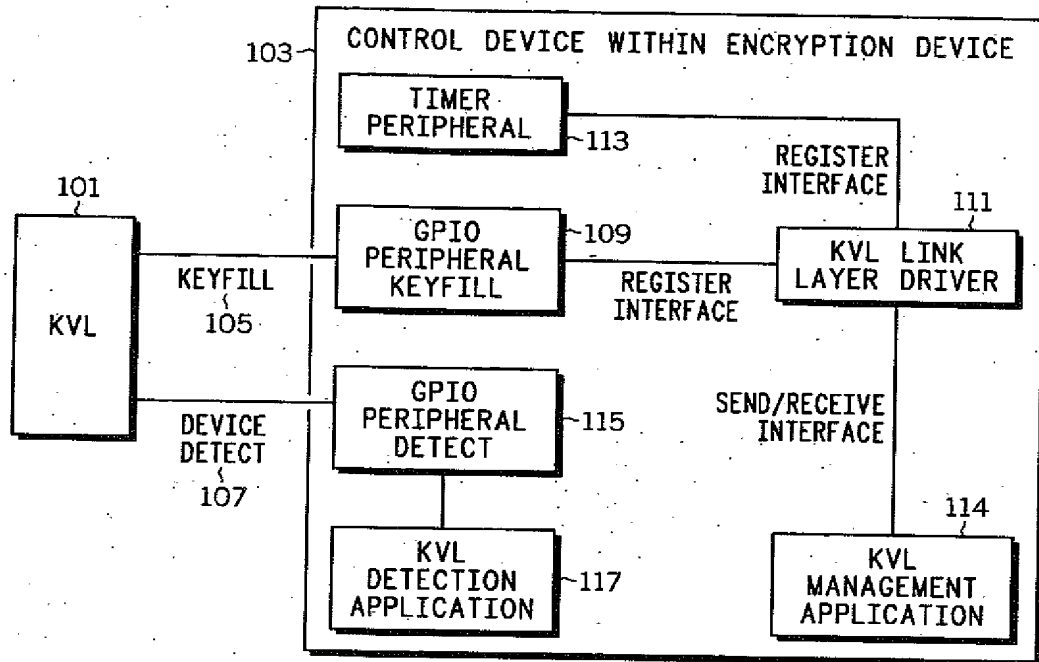 CONTROL DEVICE WITHIN ENCRYPTION DEVICE
103
TIMER
PERIPHERAL
113
REGISTER
INTERFACE
101
KVL
KEYFILL
105
GPIO
PERIPHERAL
KEYFILL
109
REGISTER
INTERFACE
111
KVL LINK
LAYER DRIVER
DEVICE
DETECT
107
GPIO
PERIPHERAL
DETECT
115
SEND/RECEIVE
INTERFACE
KVL
DETECTION
APPLICATION
117
114
KVL
MANAGEMENT
APPLICATION